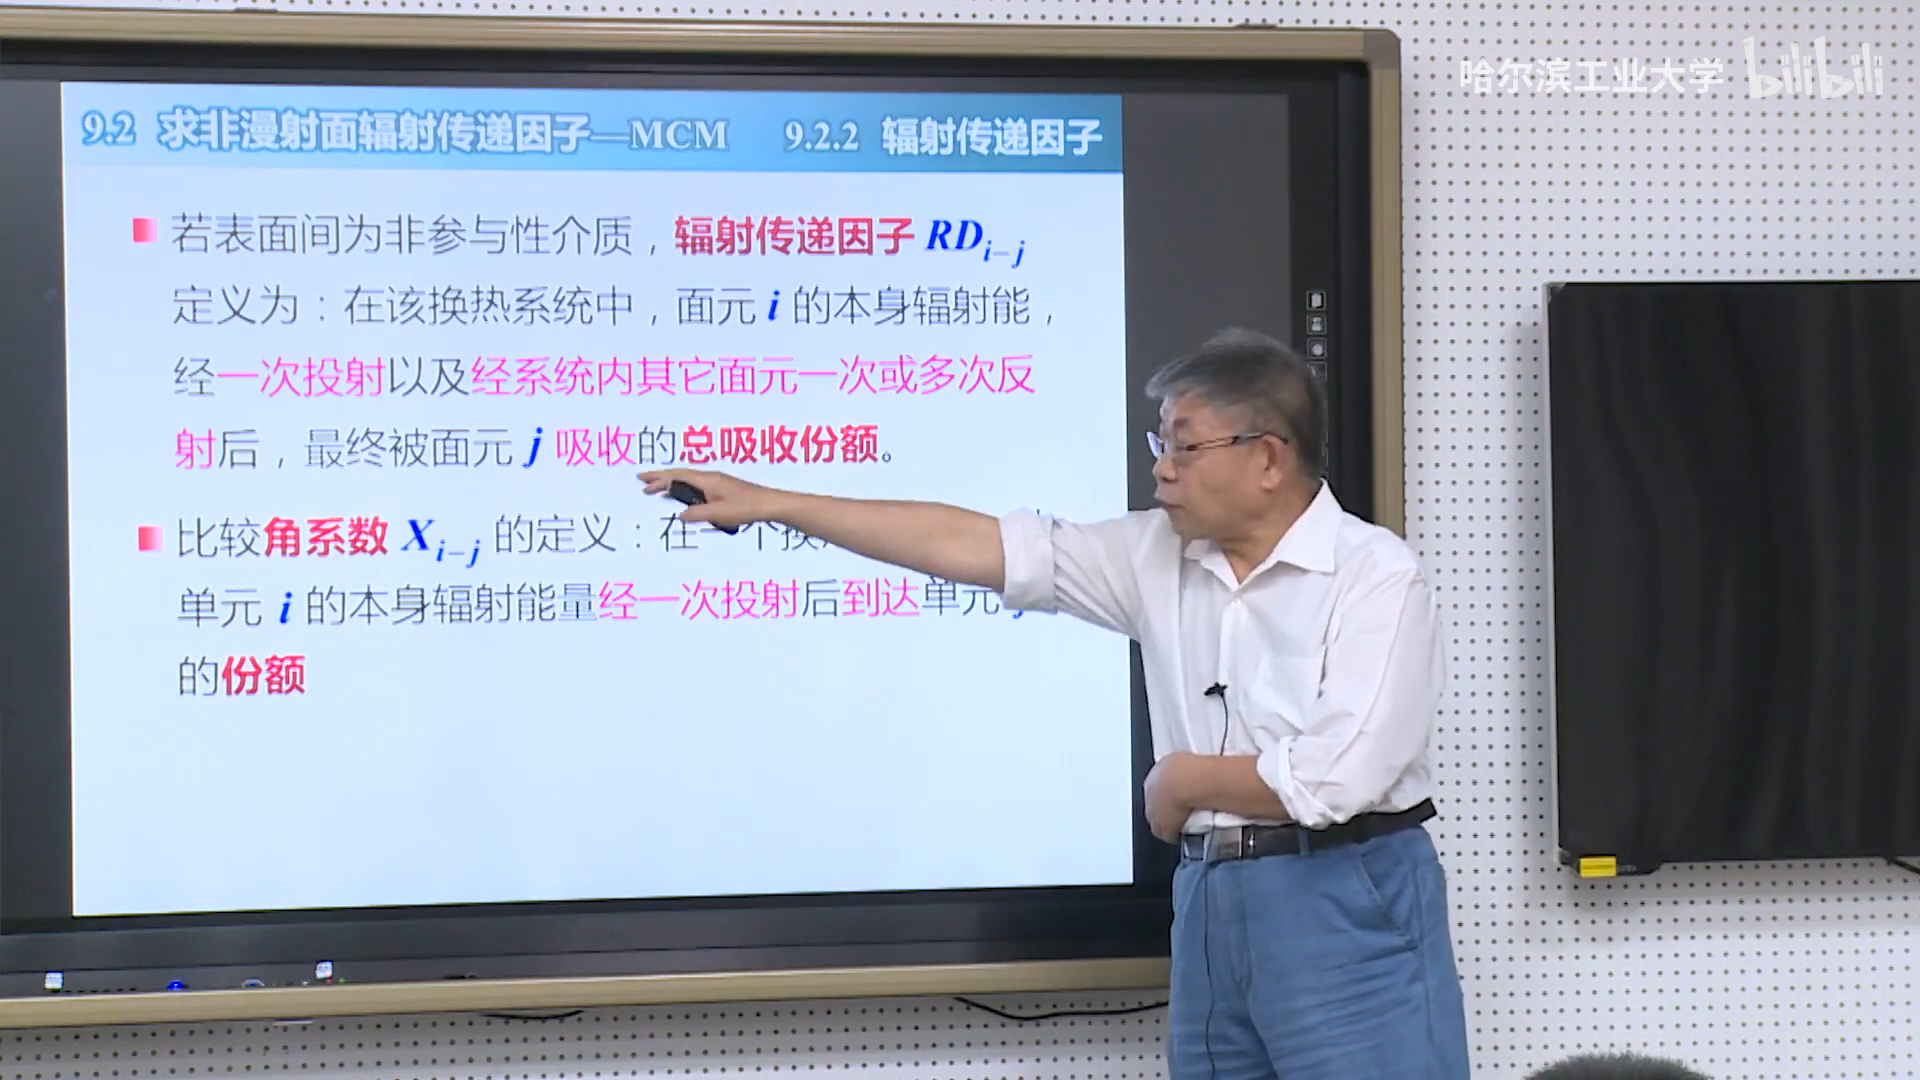 哈尔滨工业大学 bilibili
9.2 求非漫射面辐射传递因子—MCM 9.2.2 辐射传递因子
若表面间为非参与性介质，辐射传递因子 RD_{i-j}
定义为：在该换热系统中，面元 i 的本身辐射能，
经一次投射以及经系统内其它面元一次或多次反
射后，最终被面元 j 吸收的总吸收份额。
比较角系数 X_{i-j} 的定义：在一个换
单元 i 的本身辐射能量经一次投射后到达单元
的份额